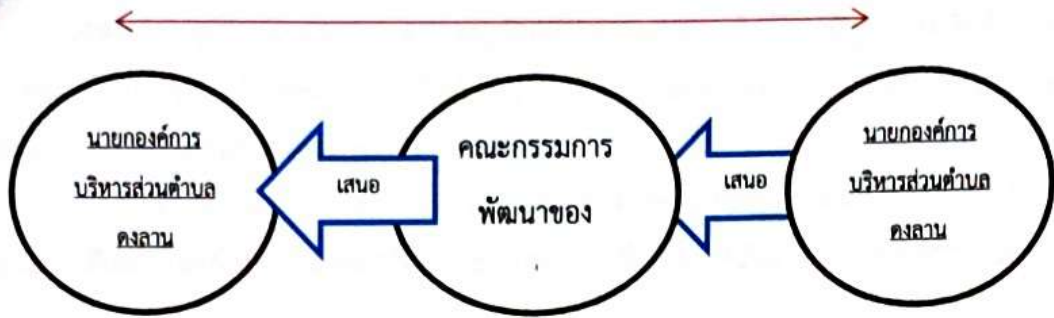 นายกองค์การ
บริหารส่วนตำบล
ดงลาน
เสนอ
คณะกรรมการ
พัฒนาของ
เสนอ
นายกองค์การ
บริหารส่วนตำบล
ดงลาน